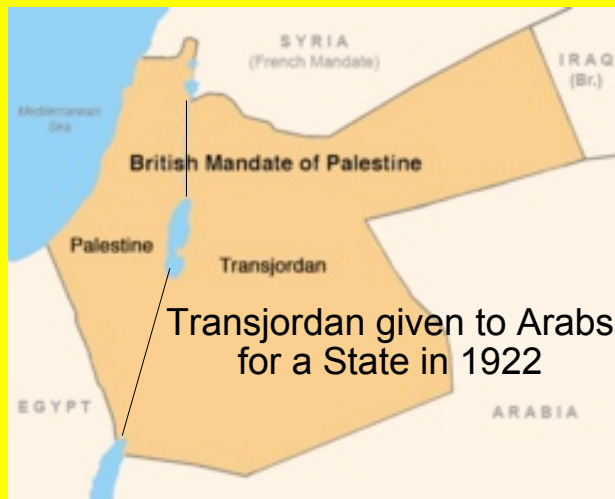 SYRIA
(French Mandate)
IRAQ
(Br.)
Mediterranean
Sea
British Mandate of Palestine
Palestine
Transjordan
Transjordan given to Arabs
for a State in 1922
EGYPT
ARABIA